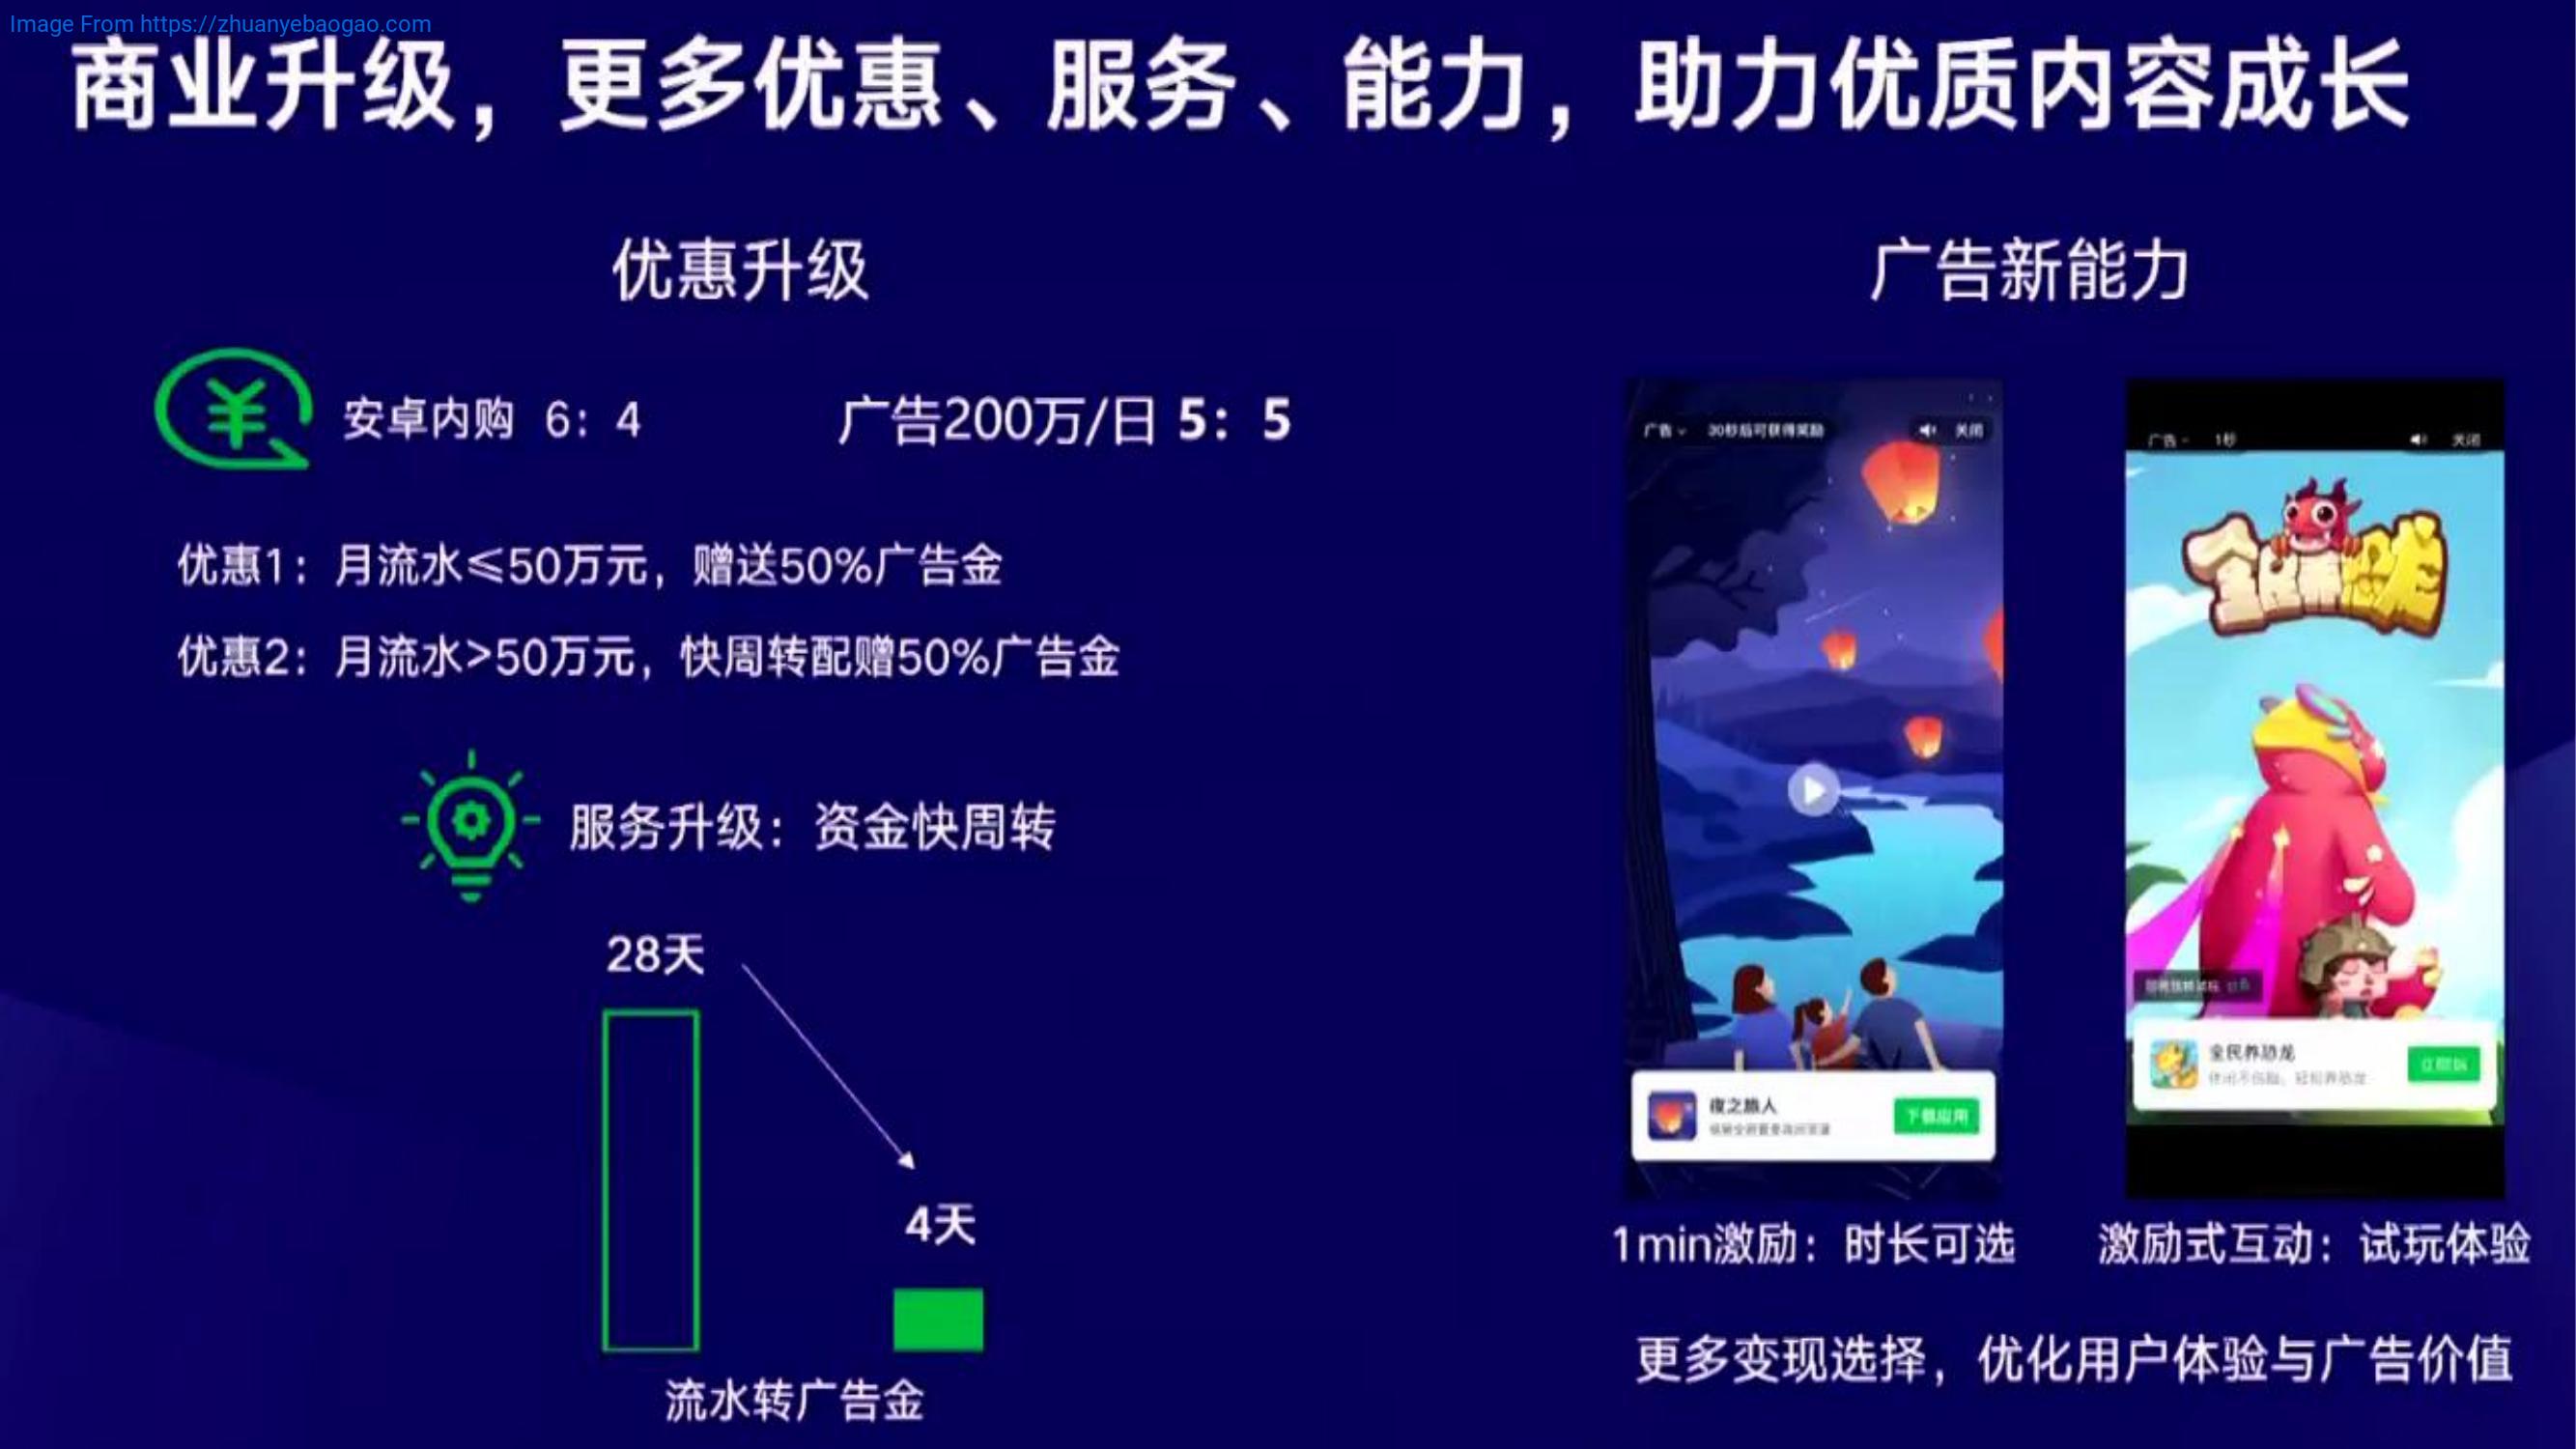 Image From https://zhuanyebaogao.com
商业升级，更多优惠、服务、能力，助力优质内容成长
优惠升级
安卓内购 6：4
广告200万/日 5：5
优惠1：月流水≤50万元，赠送50%广告金
优惠2：月流水>50万元，快周转配赠50%广告金
服务升级：资金快周转
28天
4天
流水转广告金
广告新能力
广告
30秒后可获得奖励
关闭
夜之旅人
下载应用
1min激励：时长可选
广告
1秒
关闭
全民养恐龙
激励式互动：试玩体验
更多变现选择，优化用户体验与广告价值